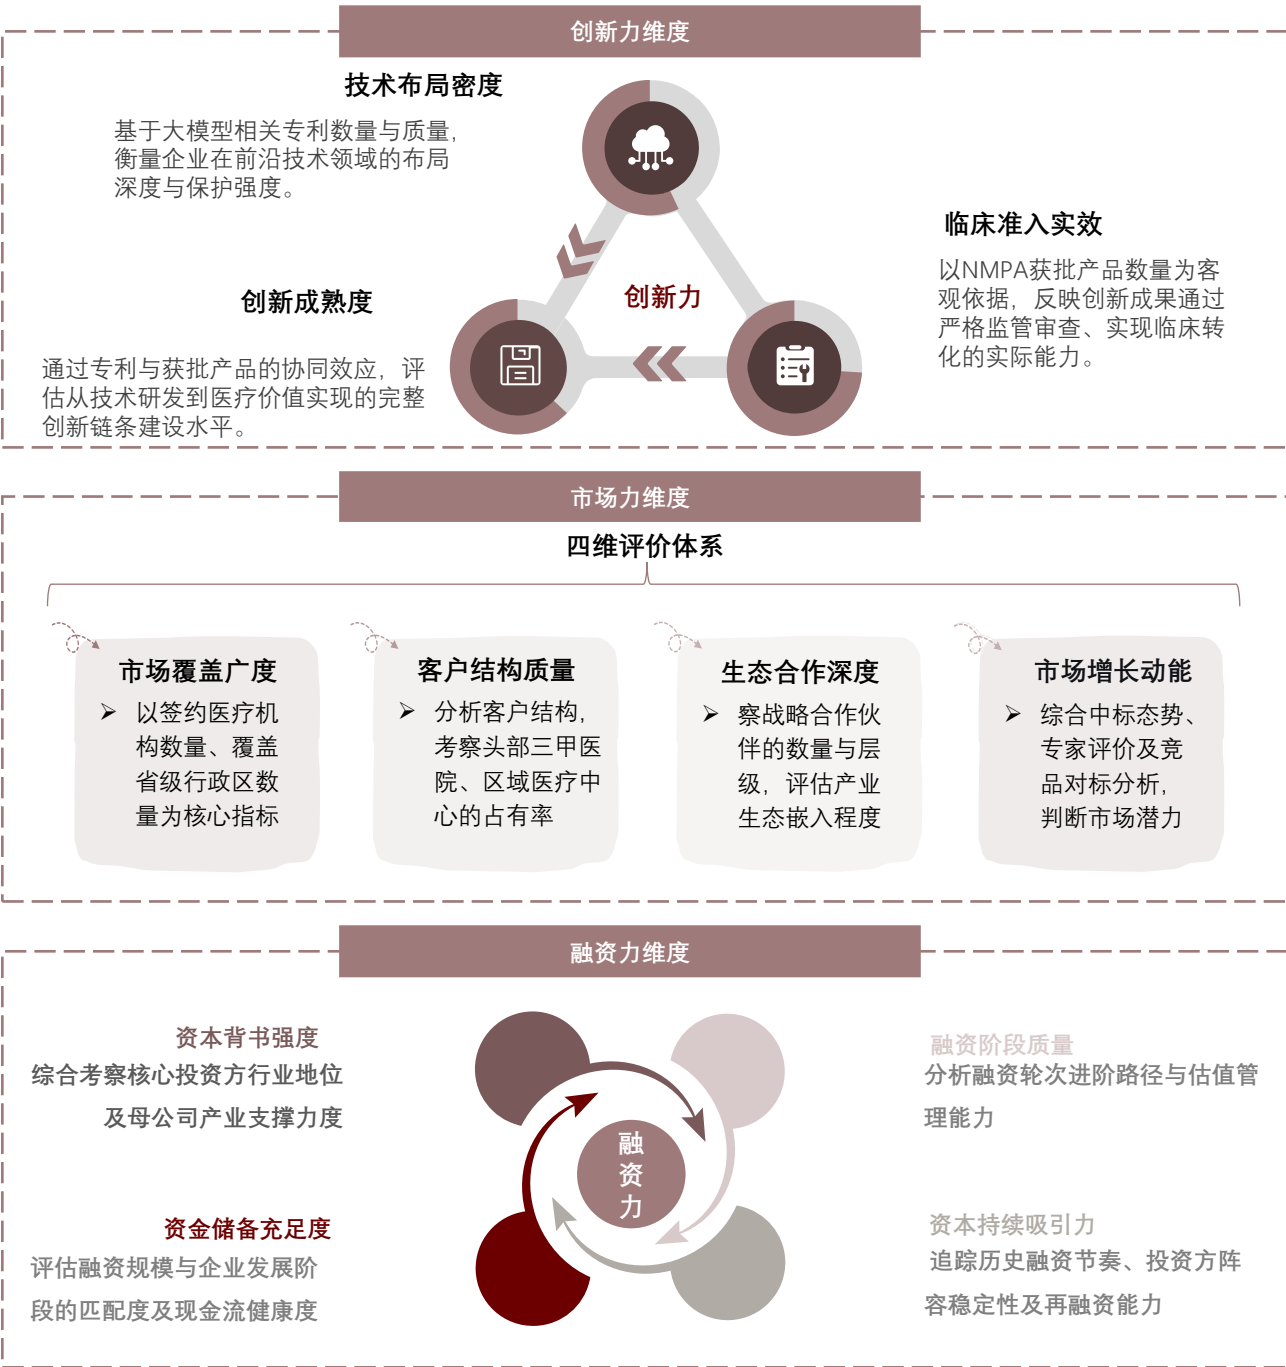 创新力维度
技术布局密度
基于大模型相关专利数量与质量,
衡量企业在前沿技术领域的布局
深度与保护强度。
临床准入实效
以NMPA获批产品数量为客
观依据，反映创新成果通过
严格监管审查、实现临床转
化的实际能力。
创新力
创新成熟度
通过专利与获批产品的协同效应，评
估从技术研发到医疗价值实现的完整
创新链条建设水平。
市场力维度
四维评价体系
市场覆盖广度
➢ 以签约医疗机
构数量、覆盖
省级行政区数
量为核心指标
客户结构质量
➢ 分析客户结构,
考察头部三甲医
院、区域医疗中
心的占有率
生态合作深度
➢ 察战略合作伙
伴的数量与层
级，评估产业
生态嵌入程度
市场增长动能
➢ 综合中标态势、
专家评价及竞
品对标分析,
判断市场潜力
融资力维度
资本背书强度
综合考察核心投资方行业地位
及母公司产业支撑力度
融资阶段质量
分析融资轮次进阶路径与估值管
理能力
融
资
力
资金储备充足度
评估融资规模与企业发展阶
段的匹配度及现金流健康度
资本持续吸引力
追踪历史融资节奏、投资方阵
容稳定性及再融资能力